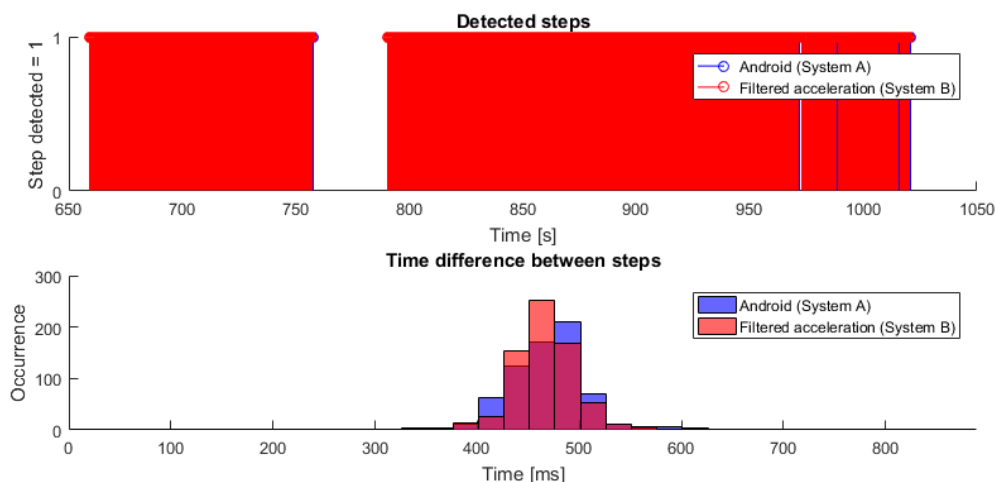 Detected steps
1
0
Step detected = 1
Android (System A)
Filtered acceleration (System B)
650 700 750 800 850 900 950 1000 1050
Time [s]
Time difference between steps
300
200
100
0
Occurrence
Android (System A)
Filtered acceleration (System B)
0 100 200 300 400 500 600 700 800
Time [ms]